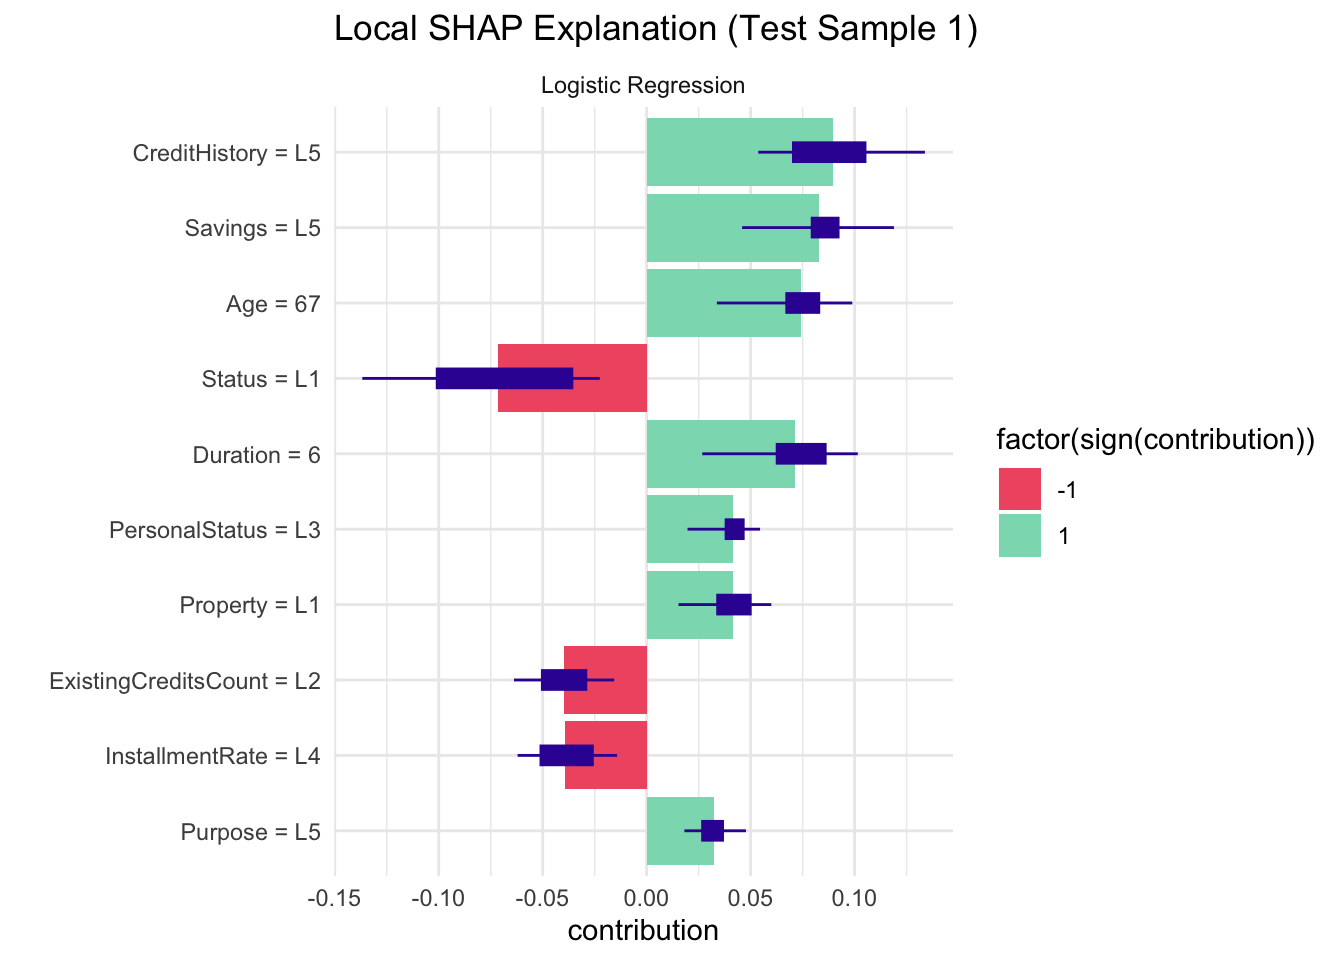 Local SHAP Explanation (Test Sample 1)
Logistic Regression
CreditHistory = L5
Savings = L5
Age = 67
Status = L1
Duration = 6
PersonalStatus = L3
Property = L1
ExistingCreditsCount = L2
InstallmentRate = L4
Purpose = L5
-0.15 -0.10 -0.05 0.00 0.05 0.10
contribution
factor(sign(contribution))
-1
1